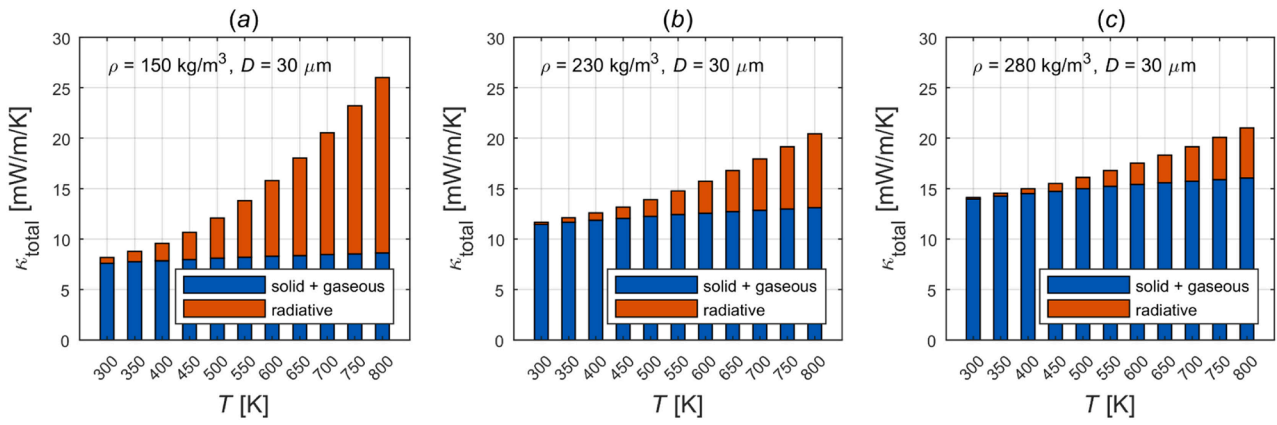 (a)
ρ = 150 kg/m³, D = 30 μm
κtotal [mW/m/K]
30
25
20
15
10
5
0
solid + gaseous
radiative
300 350 400 450 500 550 600 650 700 750 800
T [K]
(b)
ρ = 230 kg/m³, D = 30 μm
κtotal [mW/m/K]
30
25
20
15
10
5
0
solid + gaseous
radiative
300 350 400 450 500 550 600 650 700 750 800
T [K]
(c)
ρ = 280 kg/m³, D = 30 μm
κtotal [mW/m/K]
30
25
20
15
10
5
0
solid + gaseous
radiative
300 350 400 450 500 550 600 650 700 750 800
T [K]